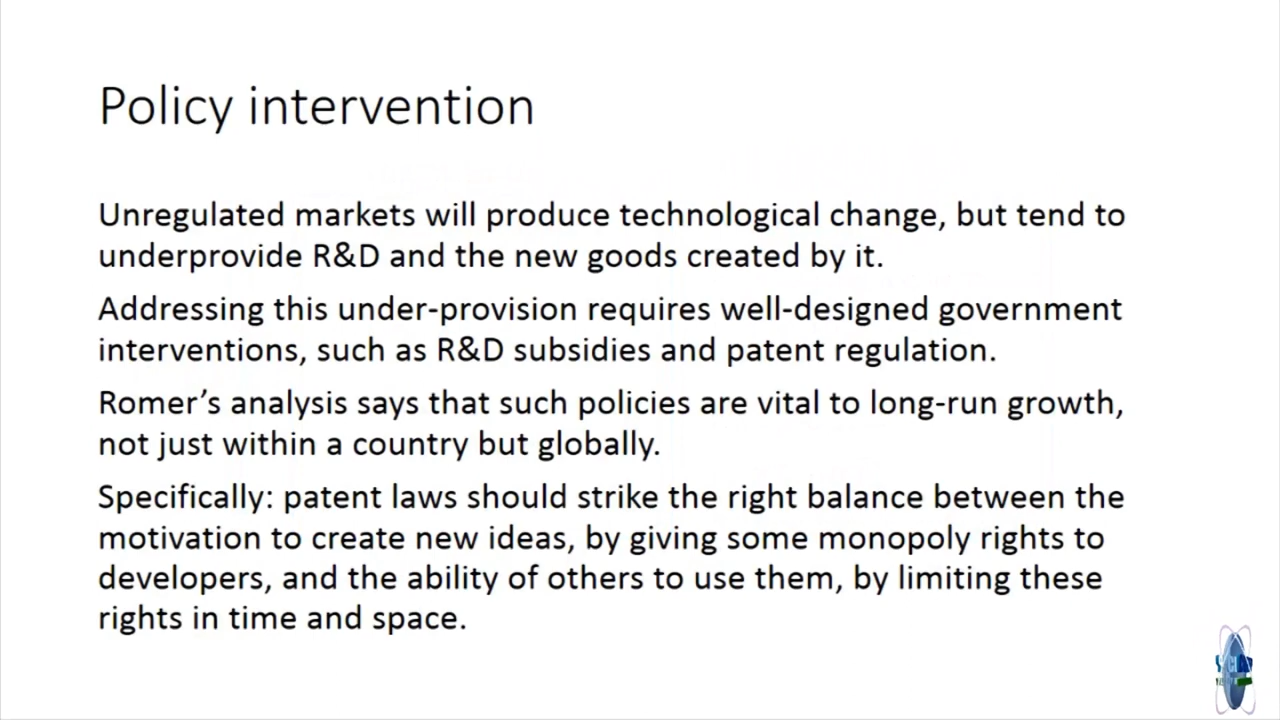 Policy intervention
Unregulated markets will produce technological change, but tend to
underprovide R&D and the new goods created by it.
Addressing this under-provision requires well-designed government
interventions, such as R&D subsidies and patent regulation.
Romer’s analysis says that such policies are vital to long-run growth,
not just within a country but globally.
Specifically: patent laws should strike the right balance between the
motivation to create new ideas, by giving some monopoly rights to
developers, and the ability of others to use them, by limiting these
rights in time and space.